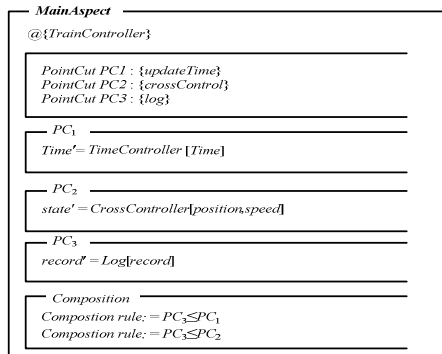 MainAspect
@{TrainController}
PointCut PC1 : {updateTime}
PointCut PC2 : {crossControl}
PointCut PC3 : {log}
PC₁
Time′= TimeController [Time]
PC₂
state′ = CrossController[position,speed]
PC₃
record′ = Log[record]
Composition
Compostion rule; = PC₃≤PC₁
Compostion rule; = PC₃≤PC₂